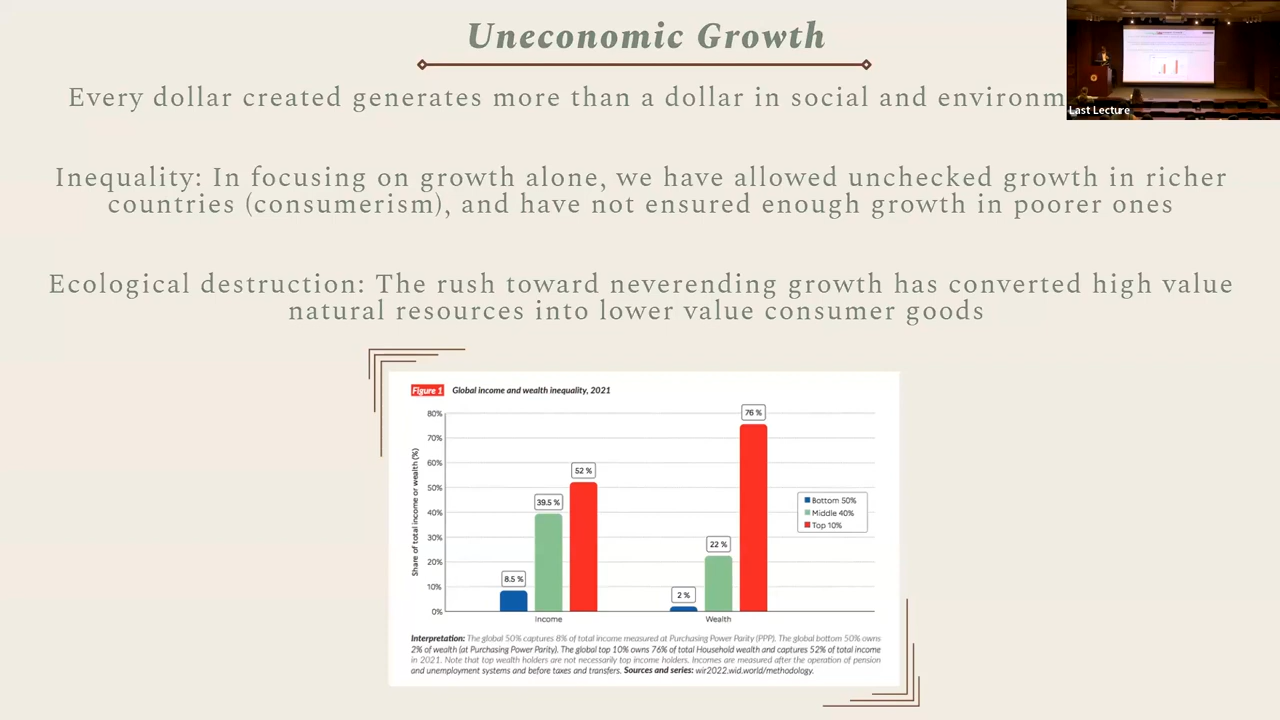 Uneconomic Growth
Every dollar created generates more than a dollar in social and environm
Last Lecture
Inequality: In focusing on growth alone, we have allowed unchecked growth in richer
countries (consumerism), and have not ensured enough growth in poorer ones
Ecological destruction: The rush toward neverending growth has converted high value
natural resources into lower value consumer goods
Figure 1 Global income and wealth inequality, 2021
Share of total income or wealth (%)
80%
70%
60%
50%
40%
30%
20%
10%
0%
8.5 %
39.5 %
52 %
2 %
22 %
76 %
Income
Wealth
Bottom 50%
Middle 40%
Top 10%
Interpretation: The global 50% captures 8% of total income measured at Purchasing Power Parity (PPP). The global bottom 50% owns
2% of wealth (at Purchasing Power Parity). The global top 10% owns 76% of total Household wealth and captures 52% of total income
in 2021. Note that top wealth holders are not necessarily top income holders. Incomes are measured after the operation of pension
and unemployment systems and before taxes and transfers. Sources and series: wir2022.wid.world/methodology.